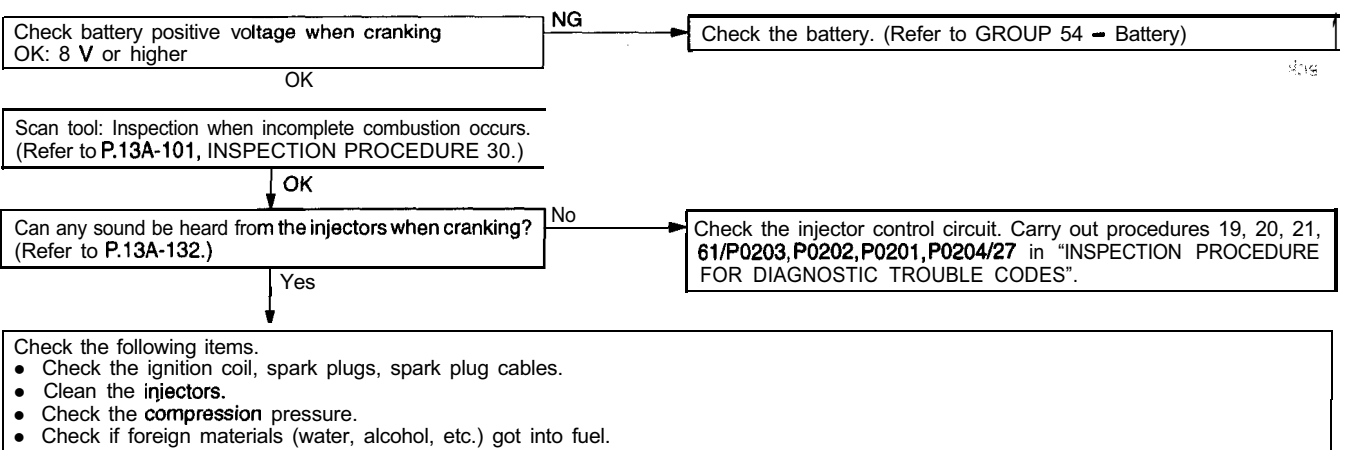 Check battery positive voltage when cranking
OK: 8 V or higher
NG
Check the battery. (Refer to GROUP 54 – Battery)
OK
Scan tool: Inspection when incomplete combustion occurs.
(Refer to P.13A-101, INSPECTION PROCEDURE 30.)
OK
Can any sound be heard from the injectors when cranking?
(Refer to P.13A-132.)
No
Check the injector control circuit. Carry out procedures 19, 20, 21,
61/P0203, P0202, P0201, P0204/27 in “INSPECTION PROCEDURE
FOR DIAGNOSTIC TROUBLE CODES”.
Yes
Check the following items.
● Check the ignition coil, spark plugs, spark plug cables.
● Clean the injectors.
● Check the compression pressure.
● Check if foreign materials (water, alcohol, etc.) got into fuel.